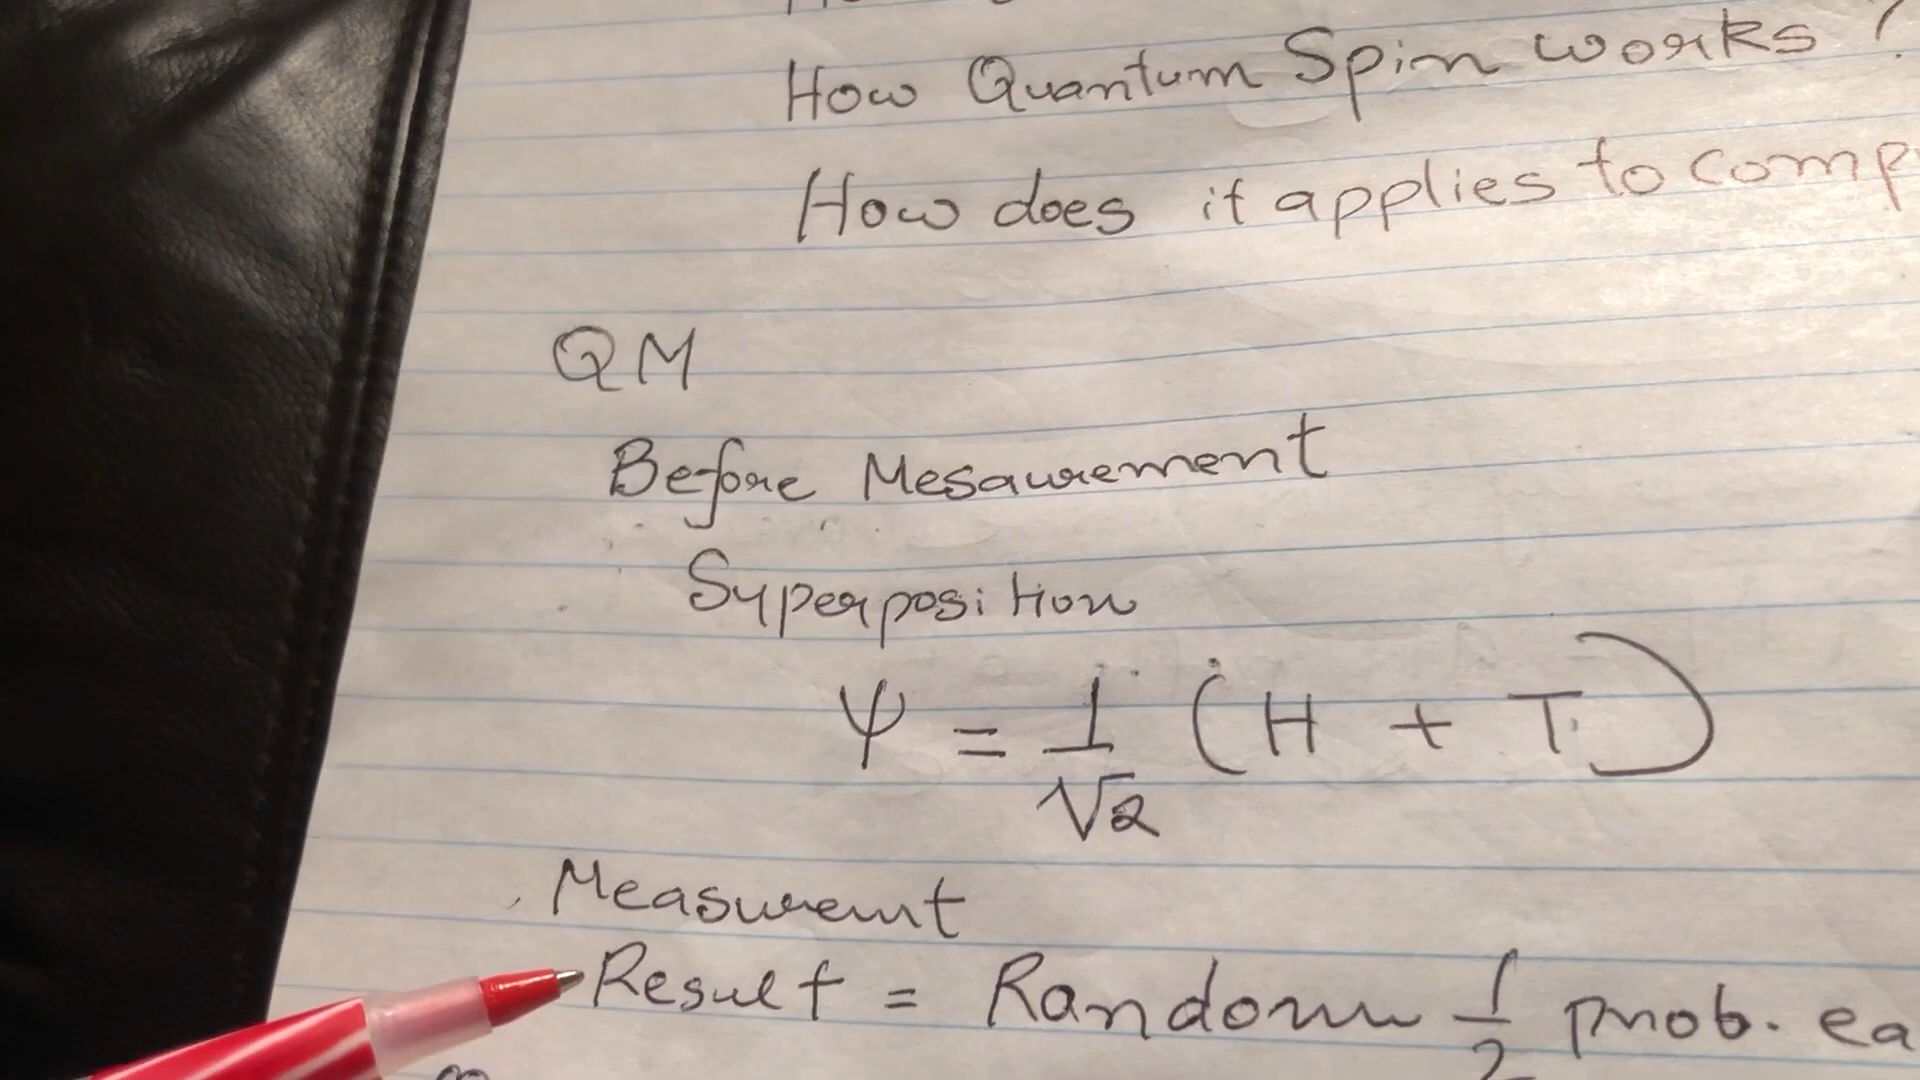 How Quantum Spin works?
How does it applies to comp
QM
Before Mesaurement
Superposition
Ψ = 1/√2 (H + T)
Measuremt
Result = Random 1/2 prob. ea